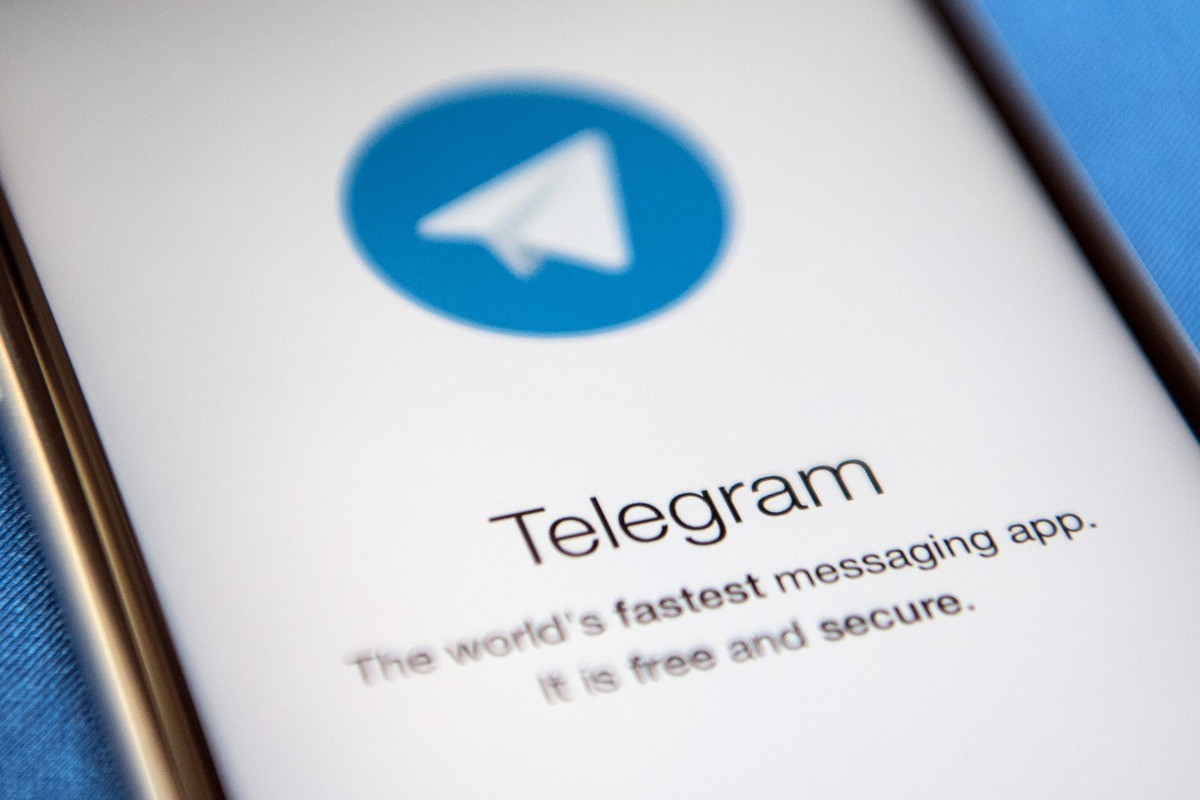 Telegram
The world's fastest messaging app.
It is free and secure.